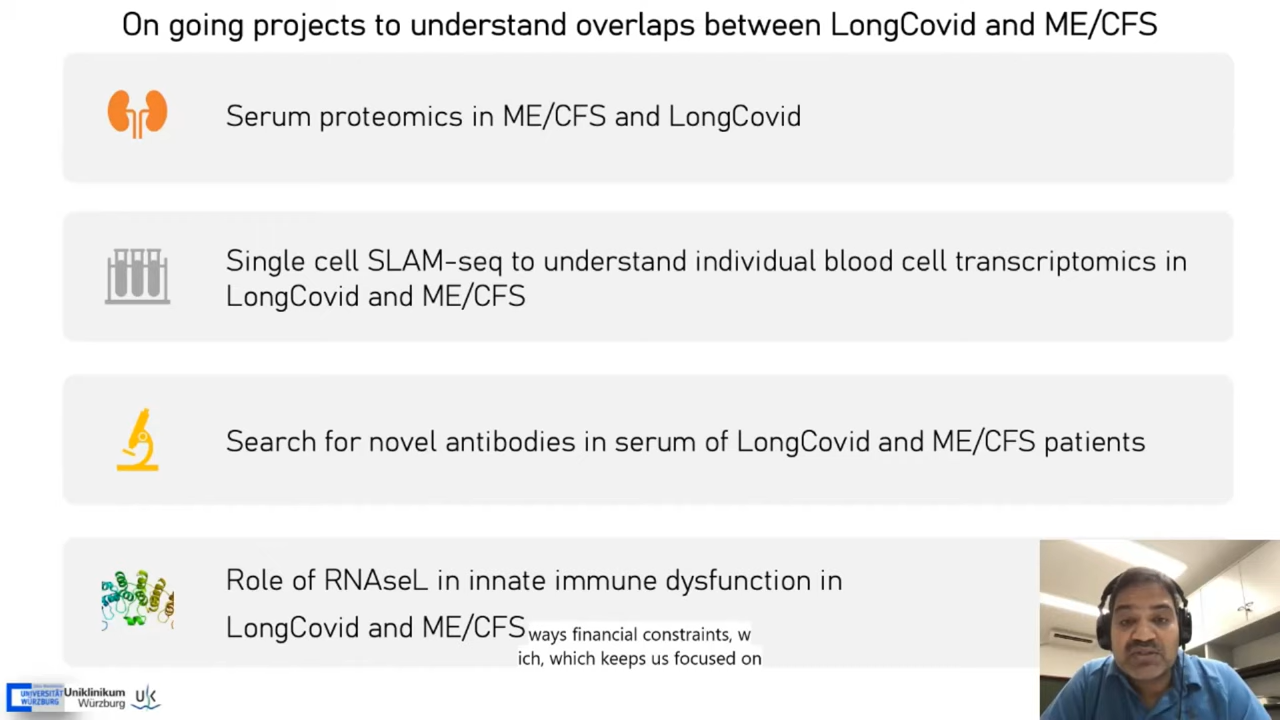 On going projects to understand overlaps between LongCovid and ME/CFS
Serum proteomics in ME/CFS and LongCovid
Single cell SLAM-seq to understand individual blood cell transcriptomics in
LongCovid and ME/CFS
Search for novel antibodies in serum of LongCovid and ME/CFS patients
Role of RNAseL in innate immune dysfunction in
LongCovid and ME/CFS
ways financial constraints, w
ich, which keeps us focused on
UNIVERSITÄT
WÜRZBURG
Uniklinikum
Würzburg
UK